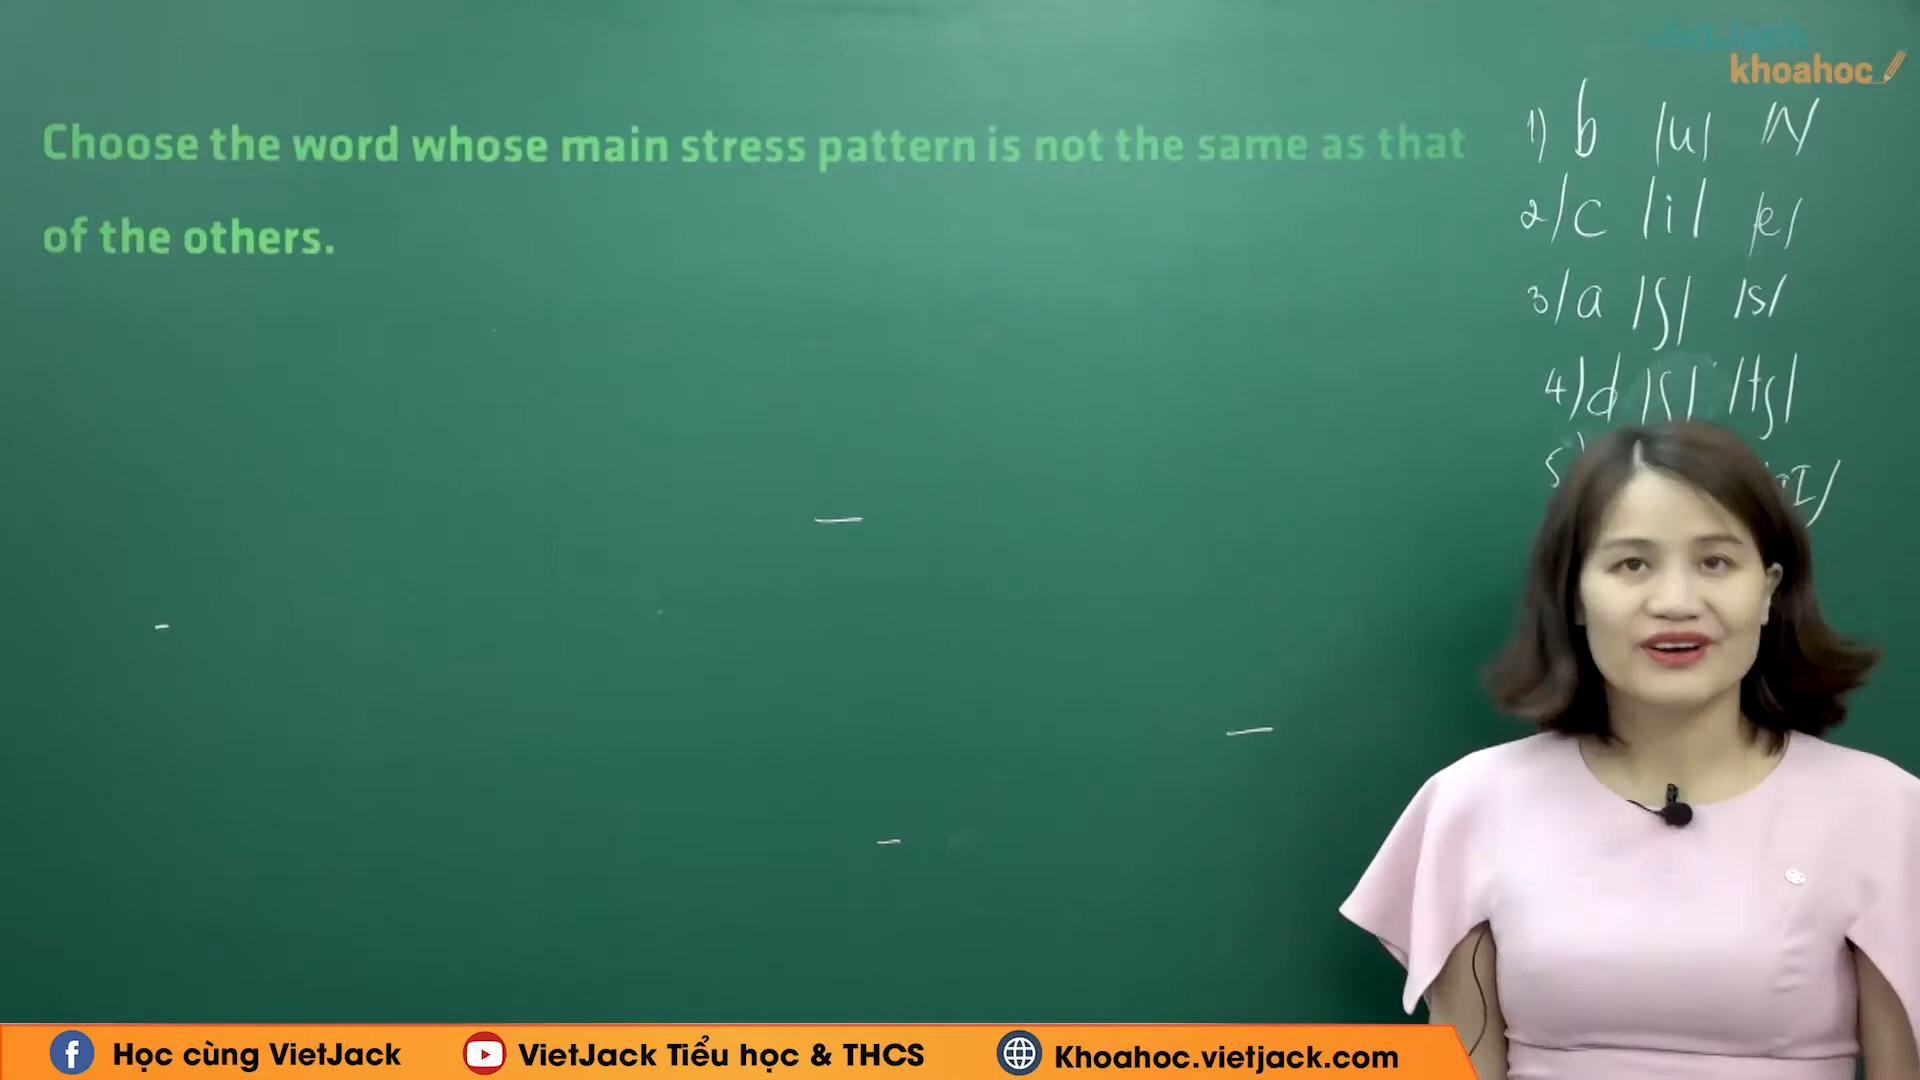 khoahoc
Choose the word whose main stress pattern is not the same as that
of the others.
1) b /u/ /ʌ/
2) c /i/ /e/
3) a /ʃ/ /s/
4) d /ʃ/ /tʃ/
5)
Học cùng VietJack
VietJack Tiểu học & THCS
Khoahoc.vietjack.com